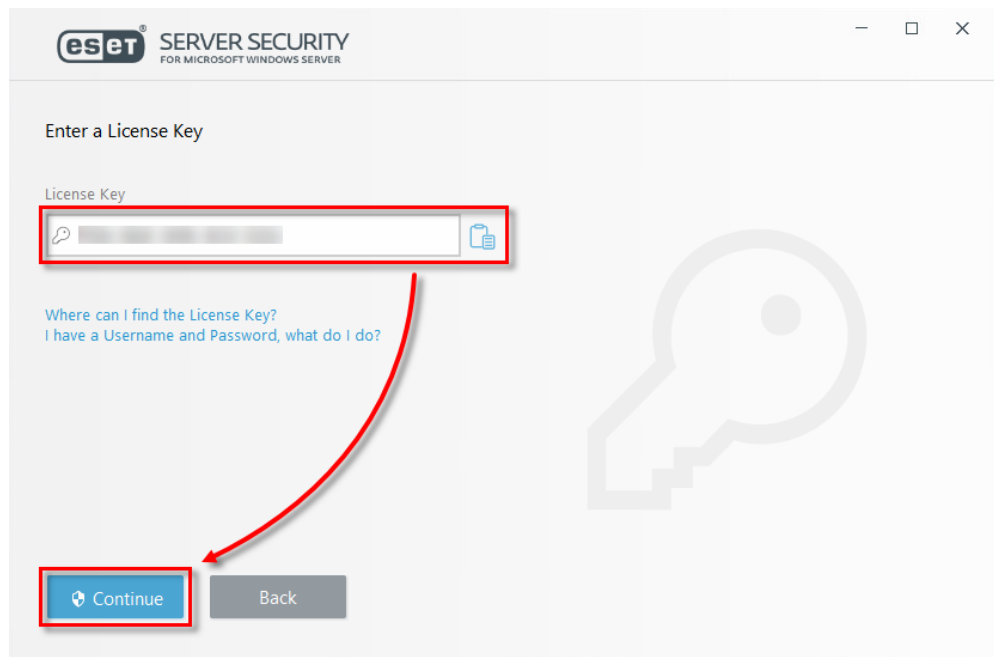 eset® SERVER SECURITY
FOR MICROSOFT WINDOWS SERVER
Enter a License Key
License Key
Where can I find the License Key?
I have a Username and Password, what do I do?
Continue
Back